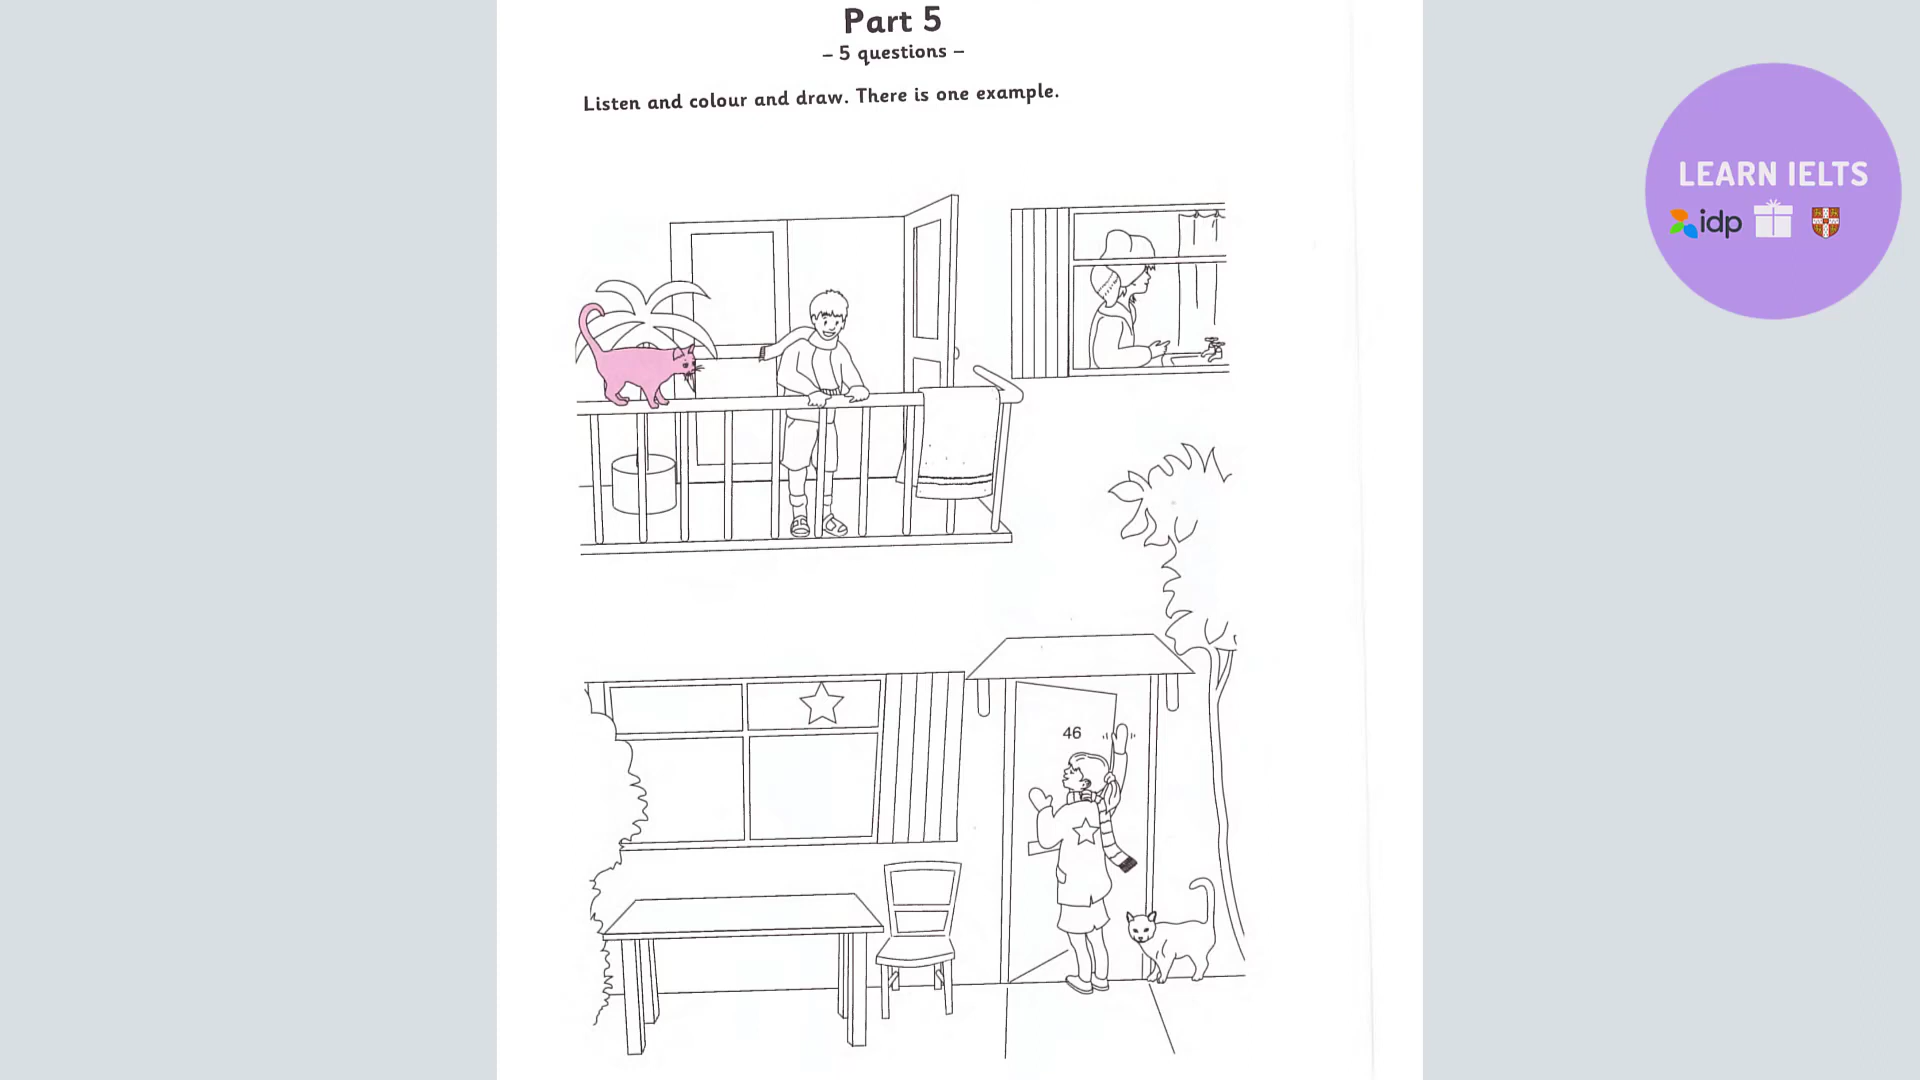 Part 5
– 5 questions –
Listen and colour and draw. There is one example.
LEARN IELTS
idp
46